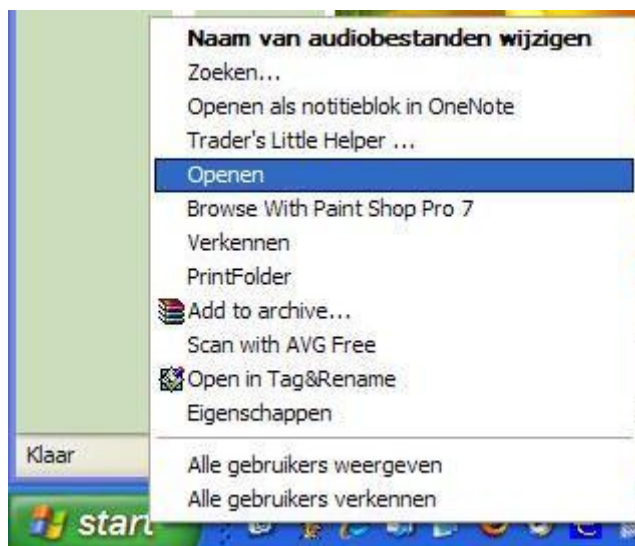 Naam van audiobestanden wijzigen
Zoeken...
Openen als notitieblok in OneNote
Trader's Little Helper ...
Openen
Browse With Paint Shop Pro 7
Verkennen
PrintFolder
Add to archive...
Scan with AVG Free
Open in Tag&Rename
Eigenschappen
Klaar
Alle gebruikers weergeven
Alle gebruikers verkennen
start